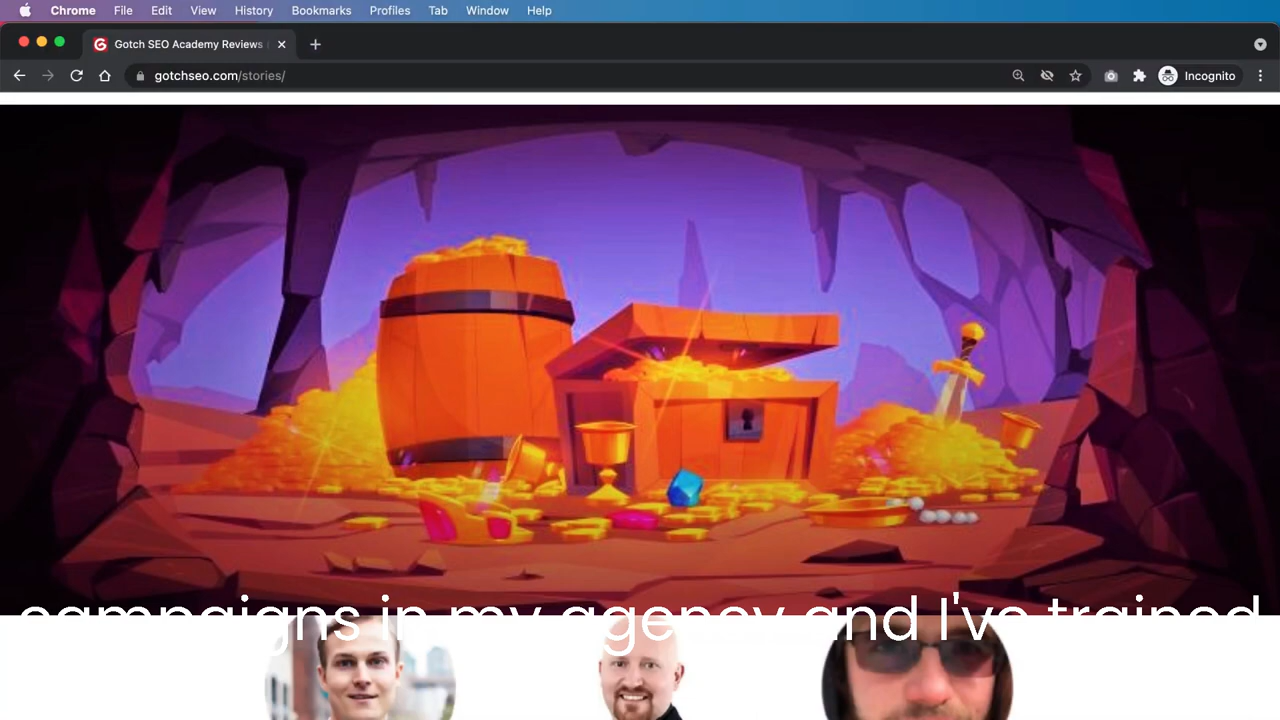 Chrome File Edit View History Bookmarks Profiles Tab Window Help
Gotch SEO Academy Reviews
gotchseo.com/stories/
Incognito
campaigns in my agency and I've trained